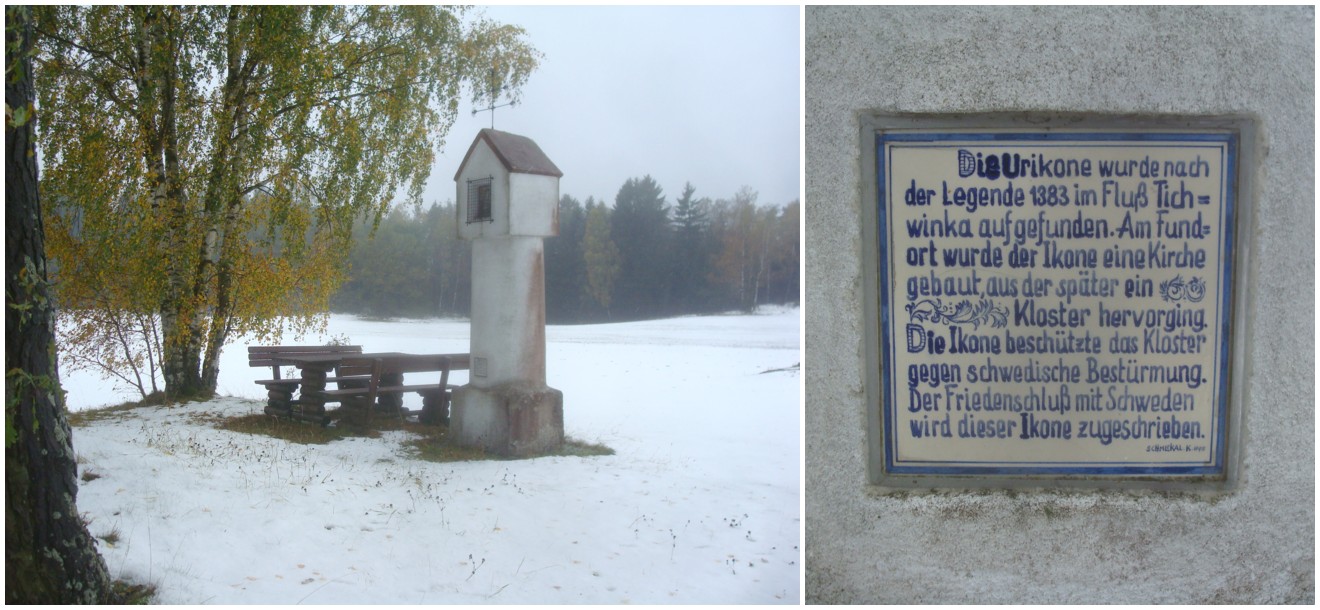 Die Urikone wurde nach
der Legende 1383 im Fluß Tich=
winka aufgefunden. Am Fund=
ort wurde der Ikone eine Kirche
gebaut, aus der später ein
Kloster hervorging.
Die Ikone beschützte das Kloster
gegen schwedische Bestürmung.
Der Friedenschluß mit Schweden
wird dieser Ikone zugeschrieben.
SCHMERAL K.